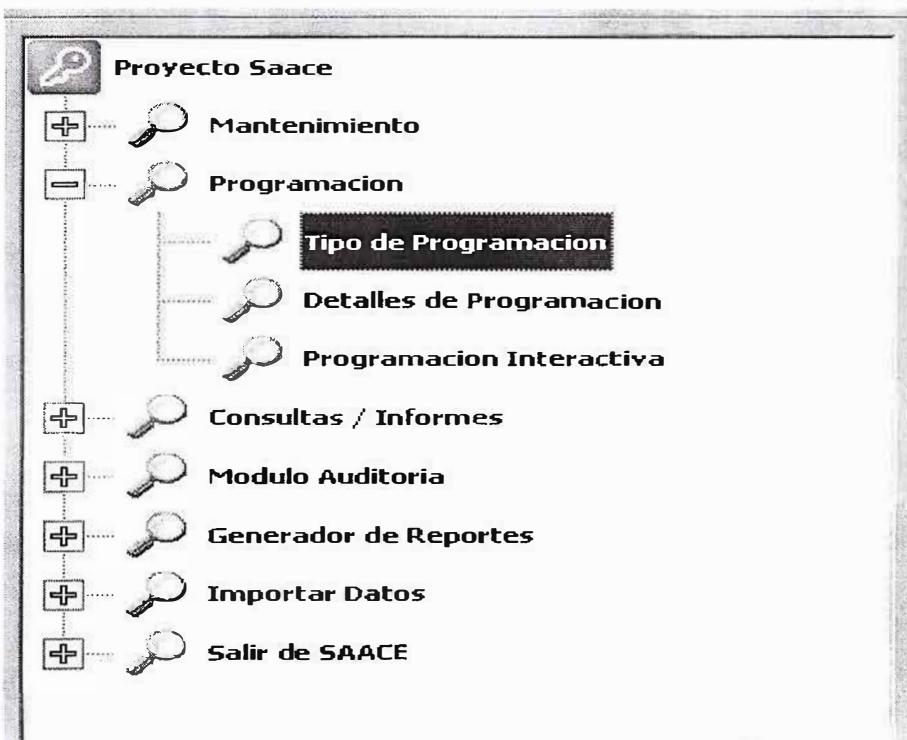 Proyecto Saace
Mantenimiento
Programacion
Tipo de Programacion
Detalles de Programacion
Programacion Interactiva
Consultas / Informes
Modulo Auditoria
Generador de Reportes
Importar Datos
Salir de SAACE